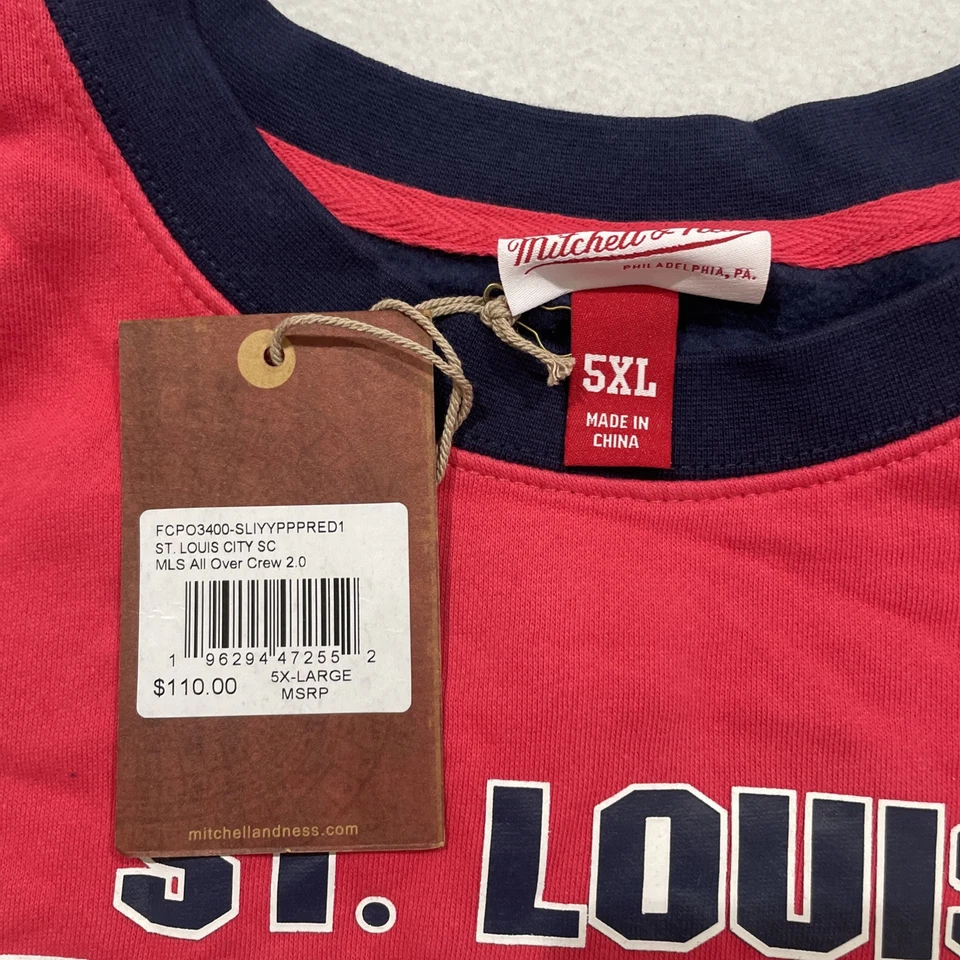 Mitchell &
PHILADELPHIA, PA.
5XL
MADE IN
CHINA
FCPO3400-SLIYYPPPRED1
ST. LOUIS CITY SC
MLS All Over Crew 2.0
1 96294 47255 2
$110.00
5X-LARGE
MSRP
mitchellandness.com
ST. LOUIS